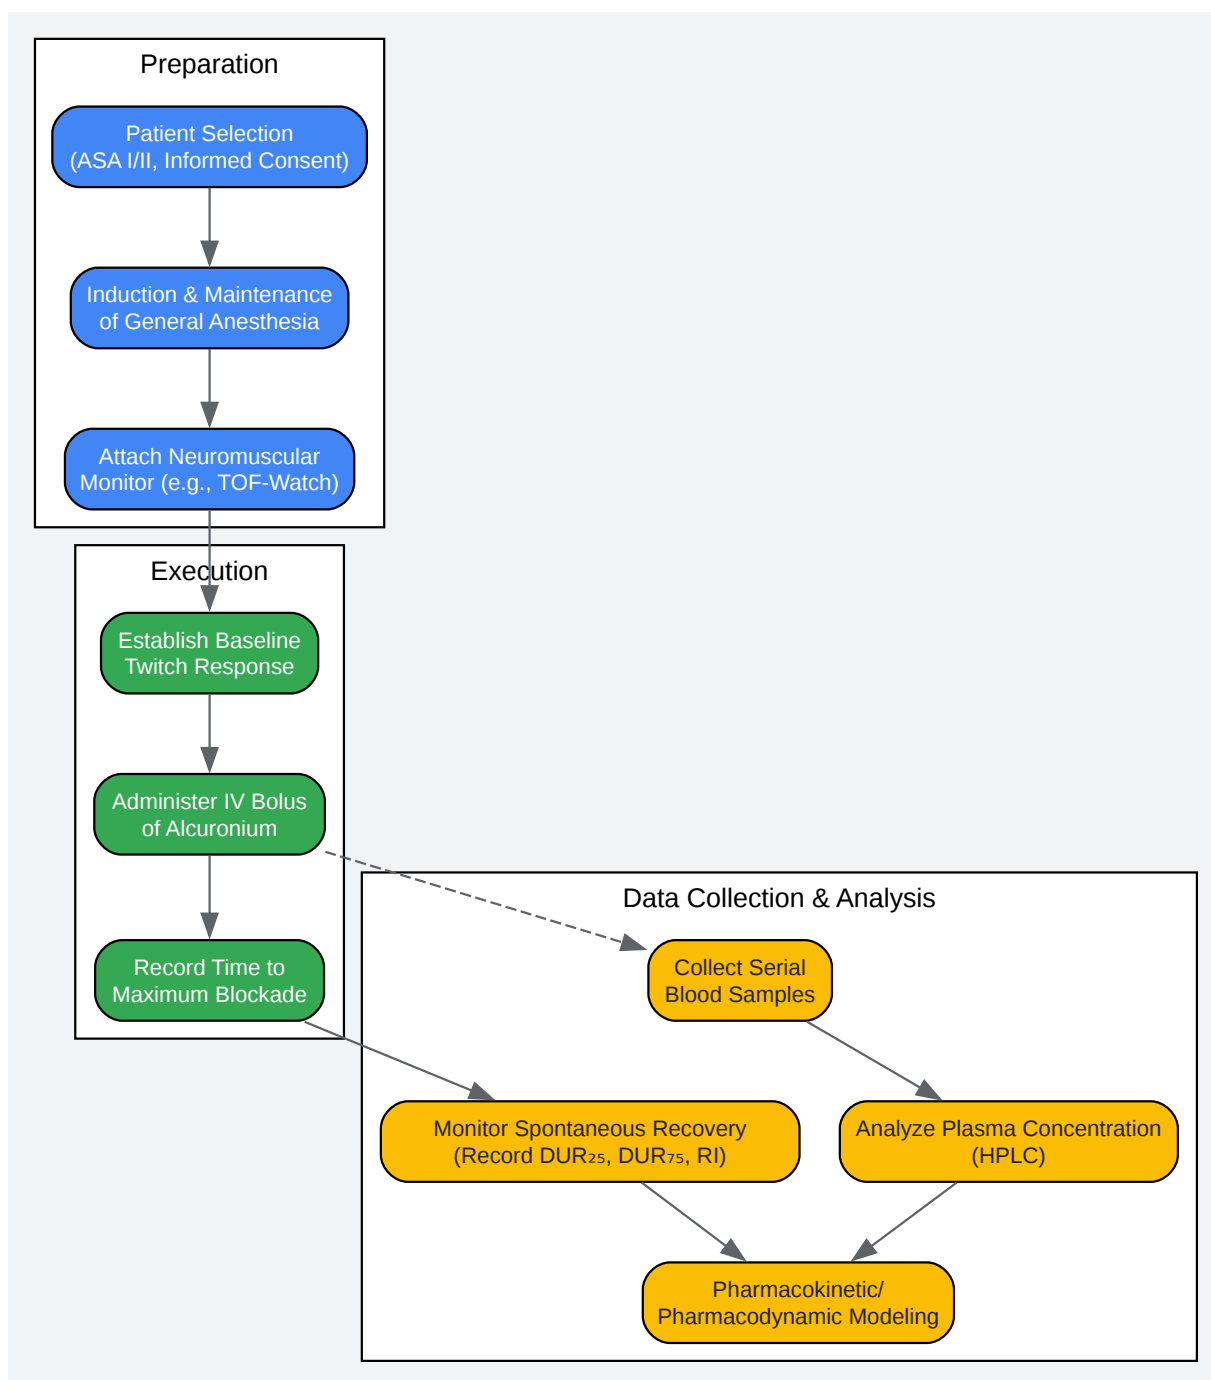 Preparation
Patient Selection
(ASA I/II, Informed Consent)
Induction & Maintenance
of General Anesthesia
Attach Neuromuscular
Monitor (e.g., TOF-Watch)
Execution
Establish Baseline
Twitch Response
Administer IV Bolus
of Alcuronium
Record Time to
Maximum Blockade
Data Collection & Analysis
Collect Serial
Blood Samples
Monitor Spontaneous Recovery
(Record DUR₂₅, DUR₇₅, RI)
Analyze Plasma Concentration
(HPLC)
Pharmacokinetic/
Pharmacodynamic Modeling